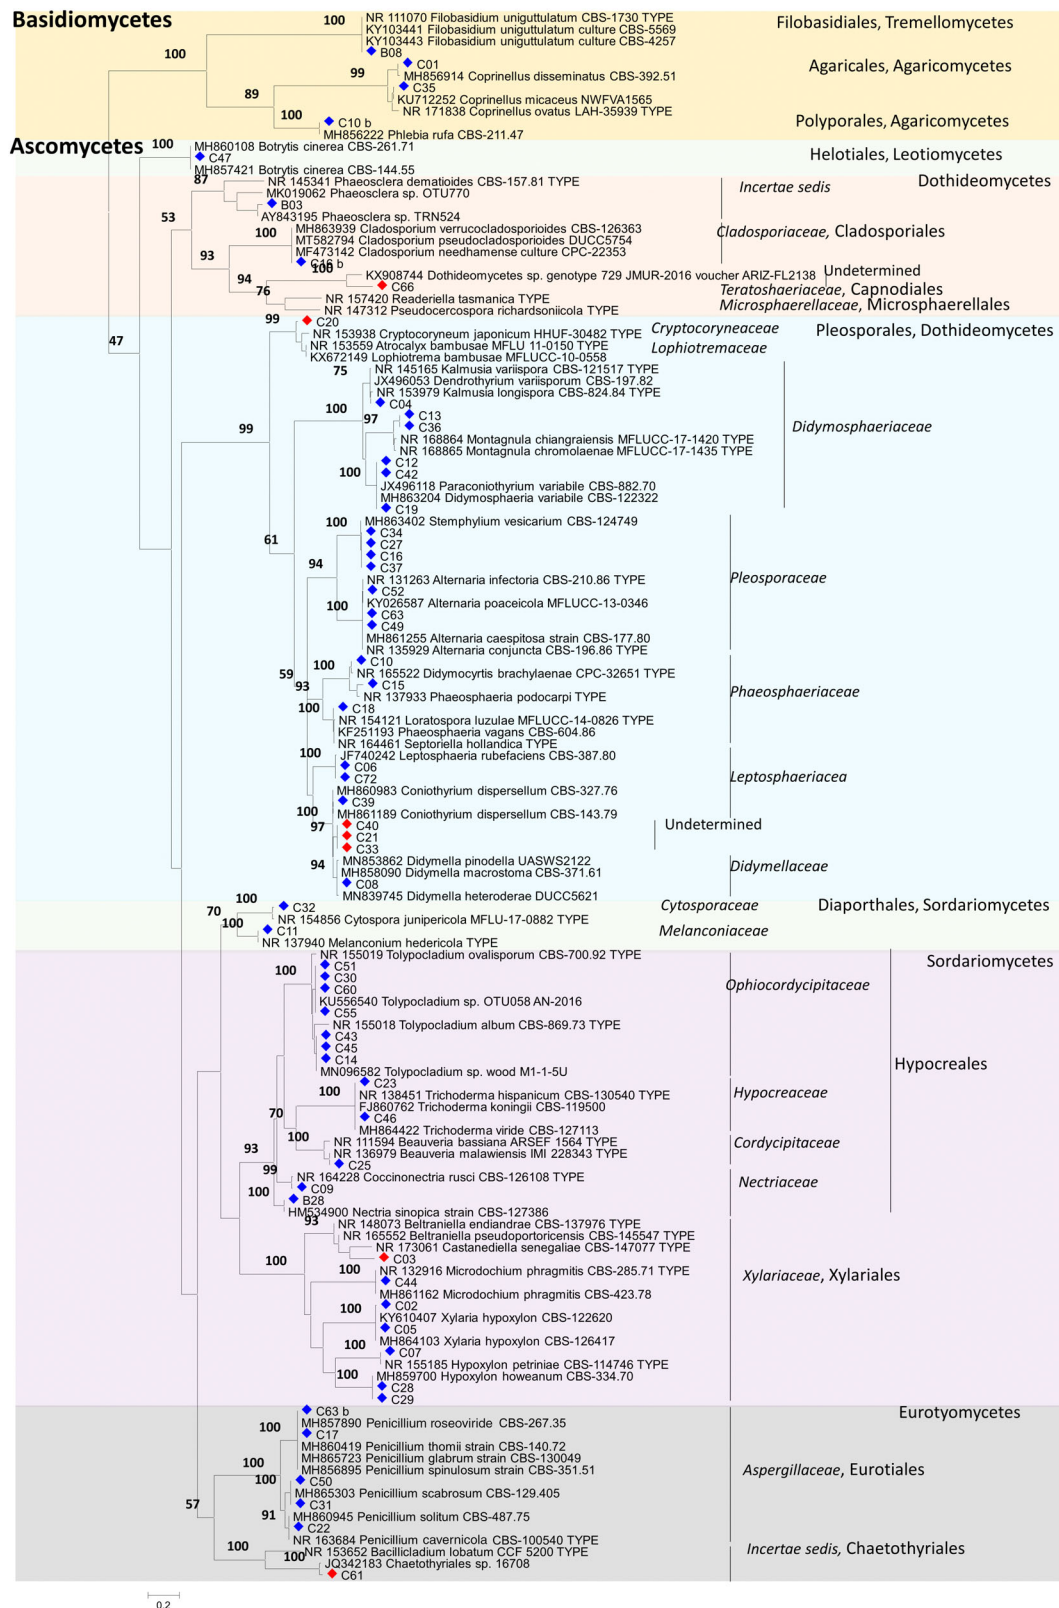 Basidiomycetes
100
NR 111070 Filobasidium uniguttulatum CBS-1730 TYPE
Filobasidiales, Tremellomycetes
KY103441 Filobasidium uniguttulatum culture CBS-5569
KY103443 Filobasidium uniguttulatum culture CBS-4257
B08
100
C01
Agaricales, Agaricomycetes
99
MH856914 Coprinellus disseminatus CBS-392.51
C35
89
KU712252 Coprinellus micaceus NWFVA1565
NR 171838 Coprinellus ovatus LAH-35939 TYPE
100
C10 b
Polyporales, Agaricomycetes
MH856222 Phlebia rufa CBS-211.47
Ascomycetes
100
MH860108 Botrytis cinerea CBS-261.71
C47
Helotiales, Leotiomycetes
MH857421 Botrytis cinerea CBS-144.55
87
NR 145341 Phaeosclera dematioides CBS-157.81 TYPE
Incertae sedis
Dothideomycetes
MK019062 Phaeosclera sp. OTU770
B03
53
AY843195 Phaeosclera sp. TRN524
100
MH863939 Cladosporium verrucocladosporioides CBS-126363
Cladosporiaceae, Cladosporiales
MT582794 Cladosporium pseudocladosporioides DUCC5754
93
MF473142 Cladosporium needhamense culture CPC-22353
C16 b
100
94
KX908744 Dothideomycetes sp. genotype 729 JMUR-2016 voucher ARIZ-FL2138
Undetermined
76
C66
Teratoshaeriaceae, Capnodiales
NR 157420 Readeriella tasmanica TYPE
Microsphaerellaceae, Microsphaerellales
NR 147312 Pseudocercospora richardsoniicola TYPE
99
C20
Cryptocoryneaceae
Pleosporales, Dothideomycetes
NR 153938 Cryptocoryneum japonicum HHUF-30482 TYPE
47
NR 153559 Atrocalyx bambusae MFLU 11-0150 TYPE
Lophiotremaceae
KX672149 Lophiotrema bambusae MFLUCC-10-0558
75
NR 145165 Kalmusia variispora CBS-121517 TYPE
JX496053 Dendrothyrium variisporum CBS-197.82
NR 153979 Kalmusia longispora CBS-824.84 TYPE
100
C04
97
C13
99
C36
Didymosphaeriaceae
NR 168864 Montagnula chiangraiensis MFLUCC-17-1420 TYPE
NR 168865 Montagnula chromolaenae MFLUCC-17-1435 TYPE
C12
100
C42
JX496118 Paraconiothyrium variabile CBS-882.70
MH863204 Didymosphaeria variabile CBS-122322
C19
100
MH863402 Stemphylium vesicarium CBS-124749
C34
61
C27
C16
94
C37
NR 131263 Alternaria infectoria CBS-210.86 TYPE
Pleosporaceae
C52
100
KY026587 Alternaria poaceicola MFLUCC-13-0346
C63
C49
MH861255 Alternaria caespitosa strain CBS-177.80
NR 135929 Alternaria conjuncta CBS-196.86 TYPE
100
C10
59
NR 165522 Didymocyrtis brachylaenae CPC-32651 TYPE
93
C15
Phaeosphaeriaceae
NR 137933 Phaeosphaeria podocarpi TYPE
100
C18
NR 154121 Loratospora luzulae MFLUCC-14-0826 TYPE
KF251193 Phaeosphaeria vagans CBS-604.86
NR 164461 Septoriella hollandica TYPE
100
JF740242 Leptosphaeria rubefaciens CBS-387.80
C06
C72
Leptosphaeriacea
MH860983 Coniothyrium dispersellum CBS-327.76
C39
100
MH861189 Coniothyrium dispersellum CBS-143.79
97
C40
Undetermined
C21
C33
94
MN853862 Didymella pinodella UASWS2122
MH858090 Didymella macrostoma CBS-371.61
Didymellaceae
C08
MN839745 Didymella heteroderae DUCC5621
100
C32
Cytosporaceae
Diaporthales, Sordariomycetes
70
NR 154856 Cytospora junipericola MFLU-17-0882 TYPE
100
C11
Melanconiaceae
NR 137940 Melanconium hedericola TYPE
NR 155019 Tolypocladium ovalisporum CBS-700.92 TYPE
Sordariomycetes
100
C51
C30
C60
Ophiocordycipitaceae
KU556540 Tolypocladium sp. OTU058 AN-2016
C55
NR 155018 Tolypocladium album CBS-869.73 TYPE
C43
C45
C14
Hypocreales
MN096582 Tolypocladium sp. wood M1-1-5U
C23
100
NR 138451 Trichoderma hispanicum CBS-130540 TYPE
Hypocreaceae
FJ860762 Trichoderma koningii CBS-119500
70
C46
MH864422 Trichoderma viride CBS-127113
100
NR 111594 Beauveria bassiana ARSEF 1564 TYPE
Cordycipitaceae
93
NR 136979 Beauveria malawiensis IMI 228343 TYPE
C25
99
NR 164228 Coccinonectria rusci CBS-126108 TYPE
Nectriaceae
100
C09
B28
HM534900 Nectria sinopica strain CBS-127386
93
NR 148073 Beltraniella endiandrae CBS-137976 TYPE
NR 165552 Beltraniella pseudoportoricensis CBS-145547 TYPE
NR 173061 Castanediella senegaliae CBS-147077 TYPE
100
C03
100
NR 132916 Microdochium phragmitis CBS-285.71 TYPE
Xylariaceae, Xylariales
C44
MH861162 Microdochium phragmitis CBS-423.78
100
C02
KY610407 Xylaria hypoxylon CBS-122620
C05
100
MH864103 Xylaria hypoxylon CBS-126417
C07
NR 155185 Hypoxylon petriniae CBS-114746 TYPE
100
MH859700 Hypoxylon howeanum CBS-334.70
C28
C29
C63 b
Eurotyomycetes
100
MH857890 Penicillium roseoviride CBS-267.35
C17
MH860419 Penicillium thomii strain CBS-140.72
100
MH865723 Penicillium glabrum strain CBS-130049
MH856895 Penicillium spinulosum strain CBS-351.51
Aspergillaceae, Eurotiales
100
C50
MH865303 Penicillium scabrosum CBS-129.405
57
C31
91
MH860945 Penicillium solitum CBS-487.75
C22
NR 163684 Penicillium cavernicola CBS-100540 TYPE
100
NR 153652 Bacillicladium lobatum CCF 5200 TYPE
Incertae sedis, Chaetothyriales
100
JQ342183 Chaetothyriales sp. 16708
C61
0.2